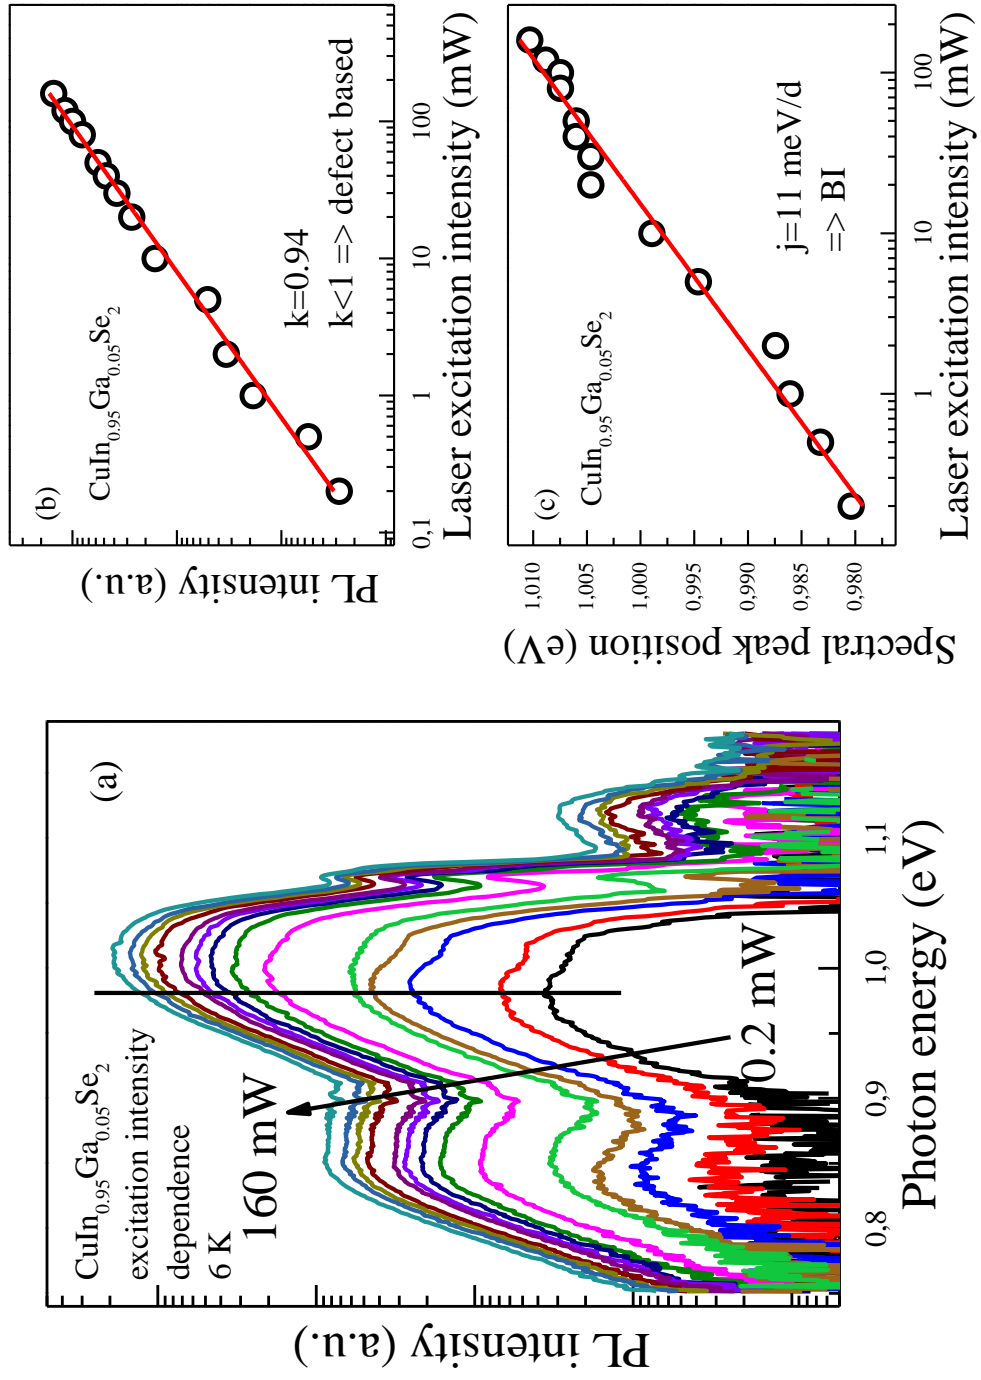 (a)
CuIn0.95Ga0.05Se2
excitation intensity
dependence
6 K
160 mW
0.2 mW
PL intensity (a.u.)
0,8
0,9
1,0
1,1
Photon energy (eV)
(b)
CuIn0.95Ga0.05Se2
k=0.94
k<1 => defect based
PL intensity (a.u.)
0,1
1
10
100
Laser excitation intensity (mW)
(c)
CuIn0.95Ga0.05Se2
j=11 meV/d
=> BI
Spectral peak position (eV)
1,010
1,005
1,000
0,995
0,990
0,985
0,980
1
10
100
Laser excitation intensity (mW)